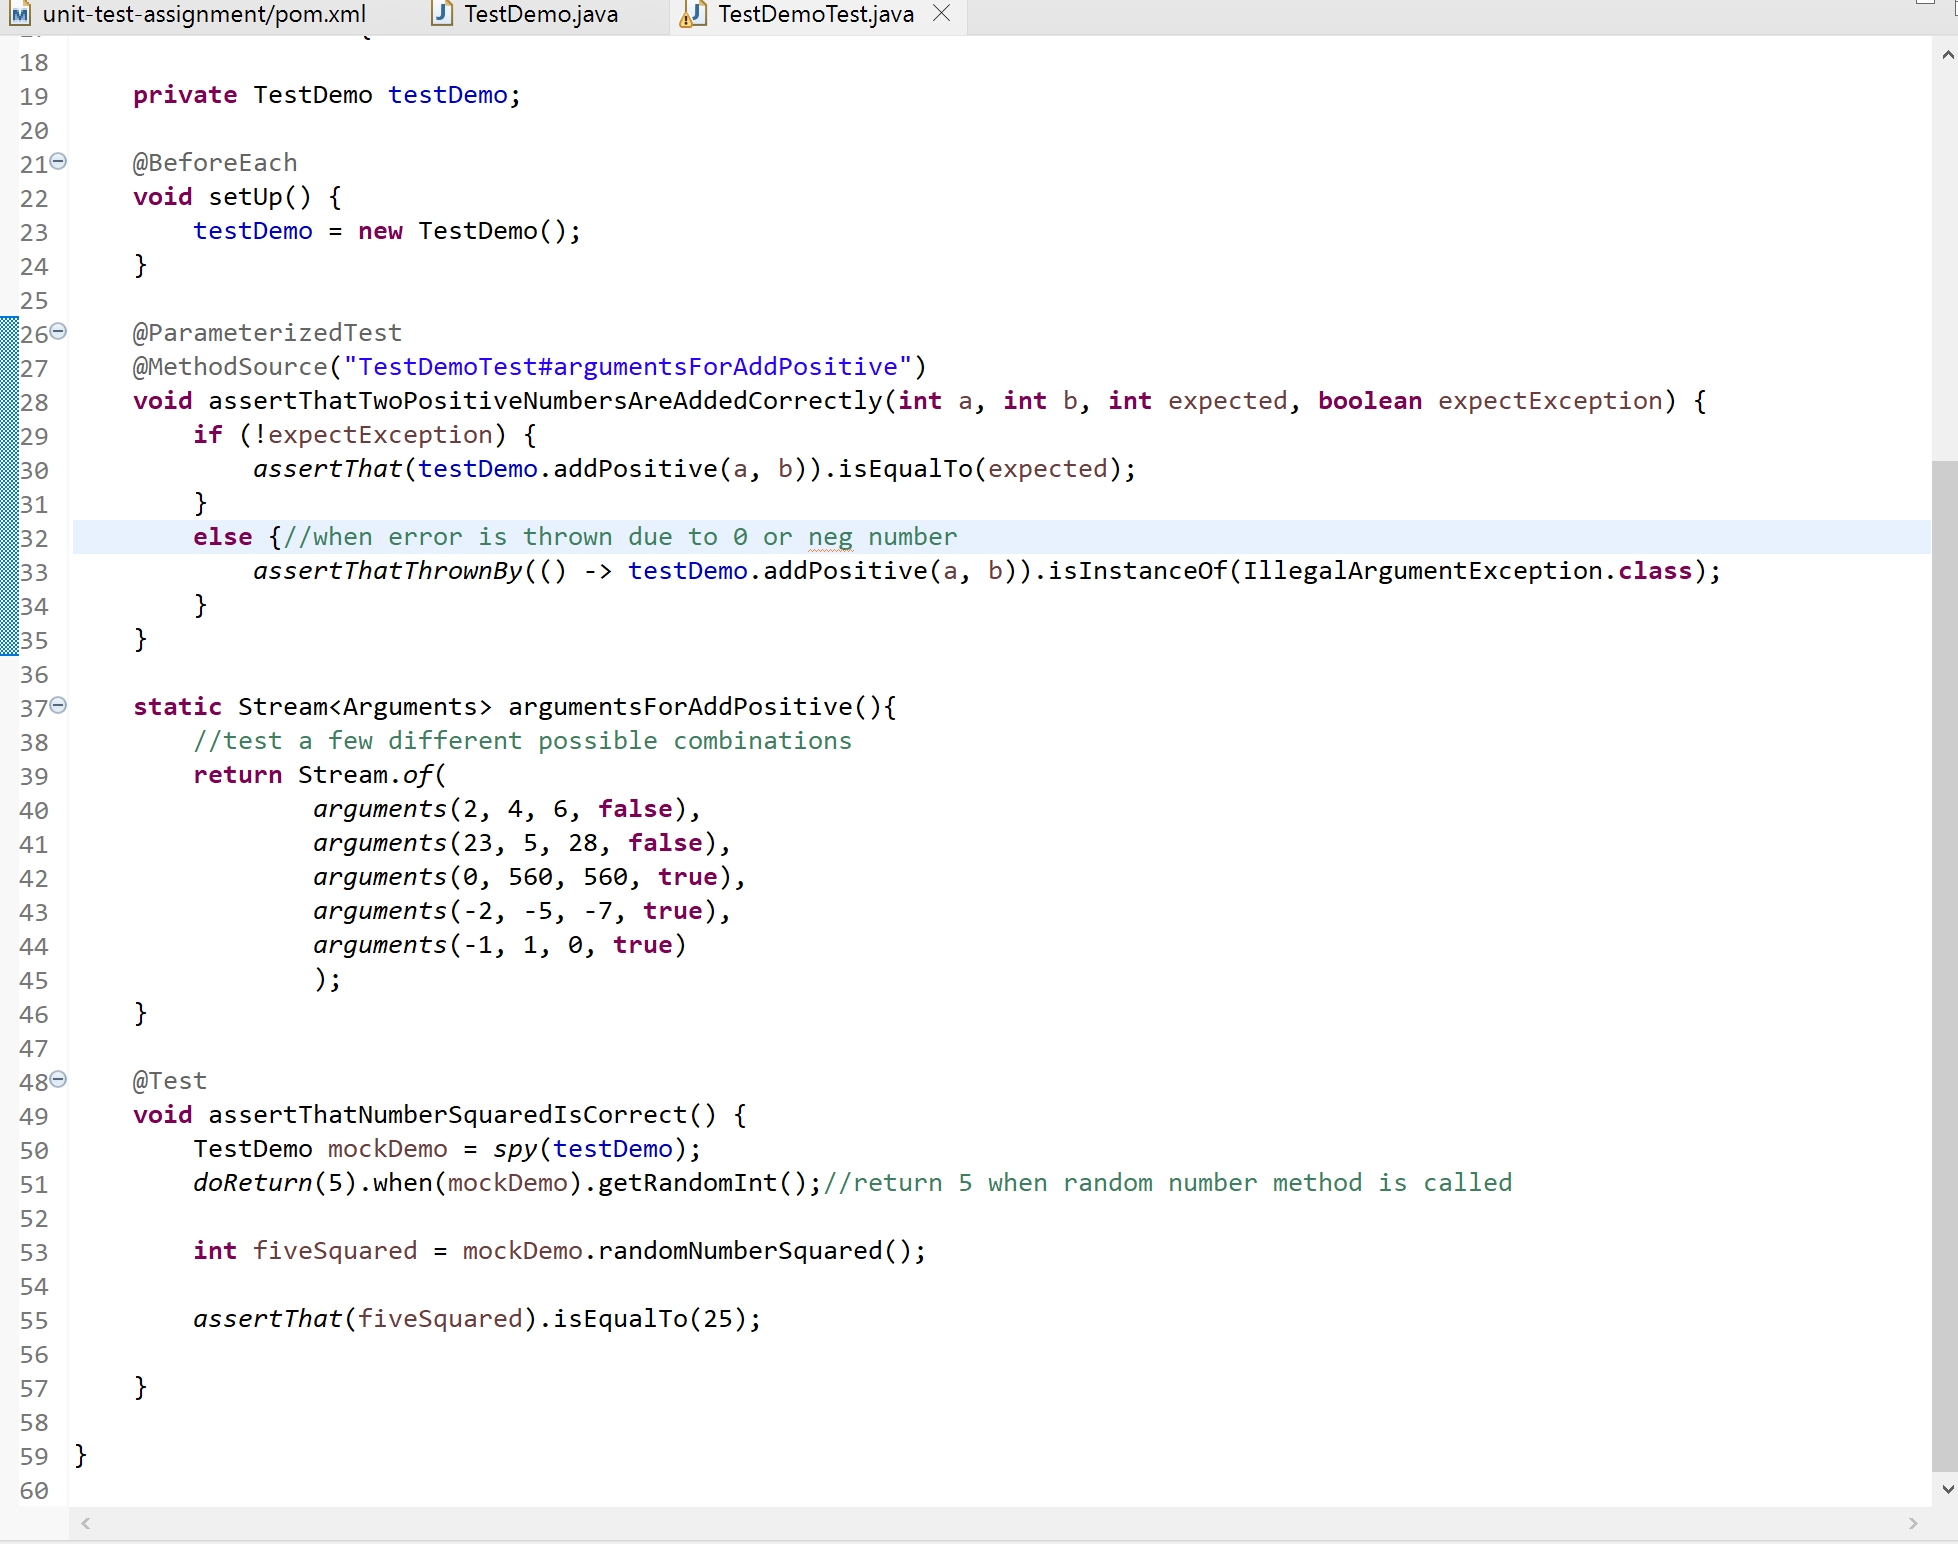 unit-test-assignment/pom.xml TestDemo.java TestDemoTest.java
18
19 private TestDemo testDemo;
20
21 @BeforeEach
22 void setUp() {
23 testDemo = new TestDemo();
24 }
25
26 @ParameterizedTest
27 @MethodSource("TestDemoTest#argumentsForAddPositive")
28 void assertThatTwoPositiveNumbersAreAddedCorrectly(int a, int b, int expected, boolean expectException) {
29 if (!expectException) {
30 assertThat(testDemo.addPositive(a, b)).isEqualTo(expected);
31 }
32 else {//when error is thrown due to 0 or neg number
33 assertThatThrownBy(() -> testDemo.addPositive(a, b)).isInstanceOf(IllegalArgumentException.class);
34 }
35 }
36
37 static Stream<Arguments> argumentsForAddPositive(){
38 //test a few different possible combinations
39 return Stream.of(
40 arguments(2, 4, 6, false),
41 arguments(23, 5, 28, false),
42 arguments(0, 560, 560, true),
43 arguments(-2, -5, -7, true),
44 arguments(-1, 1, 0, true)
45 );
46 }
47
48 @Test
49 void assertThatNumberSquaredIsCorrect() {
50 TestDemo mockDemo = spy(testDemo);
51 doReturn(5).when(mockDemo).getRandomInt();//return 5 when random number method is called
52
53 int fiveSquared = mockDemo.randomNumberSquared();
54
55 assertThat(fiveSquared).isEqualTo(25);
56
57 }
58
59 }
60